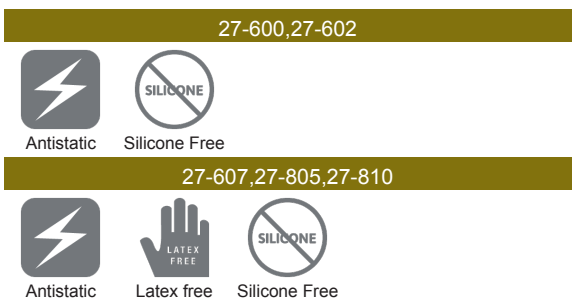 27-600,27-602
SILICONE
Antistatic Silicone Free
27-607,27-805,27-810
LATEX
FREE
SILICONE
Antistatic Latex free Silicone Free